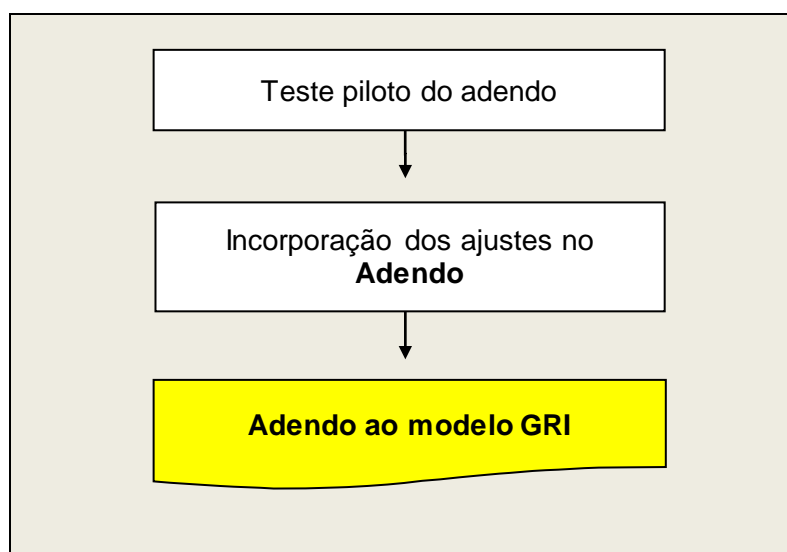 Teste piloto do adendo
Incorporação dos ajustes no
Adendo
Adendo ao modelo GRI